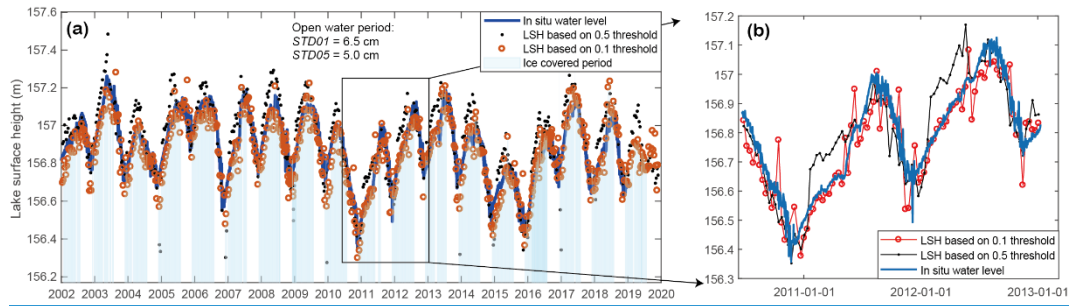 (a)
Open water period:
STD01 = 6.5 cm
STD05 = 5.0 cm
In situ water level
LSH based on 0.5 threshold
LSH based on 0.1 threshold
Ice covered period
Lake surface height (m)
157.6
157.4
157.2
157
156.8
156.6
156.4
156.2
2002 2003 2004 2005 2006 2007 2008 2009 2010 2011 2012 2013 2014 2015 2016 2017 2018 2019 2020
(b)
157.2
157.1
157
156.9
156.8
156.7
156.6
156.5
156.4
156.3
LSH based on 0.1 threshold
LSH based on 0.5 threshold
In situ water level
2011-01-01 2012-01-01 2013-01-01